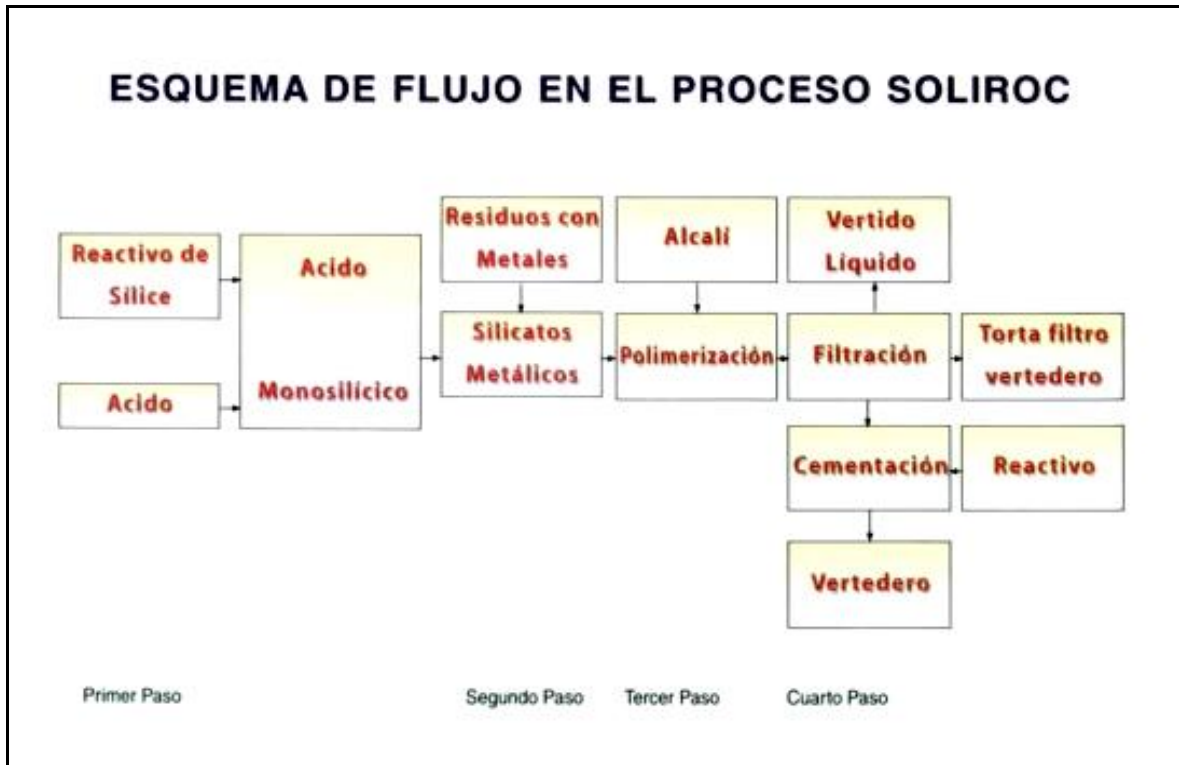 ESQUEMA DE FLUJO EN EL PROCESO SOLIROC
Reactivo de
Sílice
Acido
Acido
Monosilícico
Residuos con
Metales
Silicatos
Metálicos
Alcalí
Polimerización
Vertido
Líquido
Filtración
Torta filtro
vertedero
Cementación
Reactivo
Vertedero
Primer Paso
Segundo Paso
Tercer Paso
Cuarto Paso